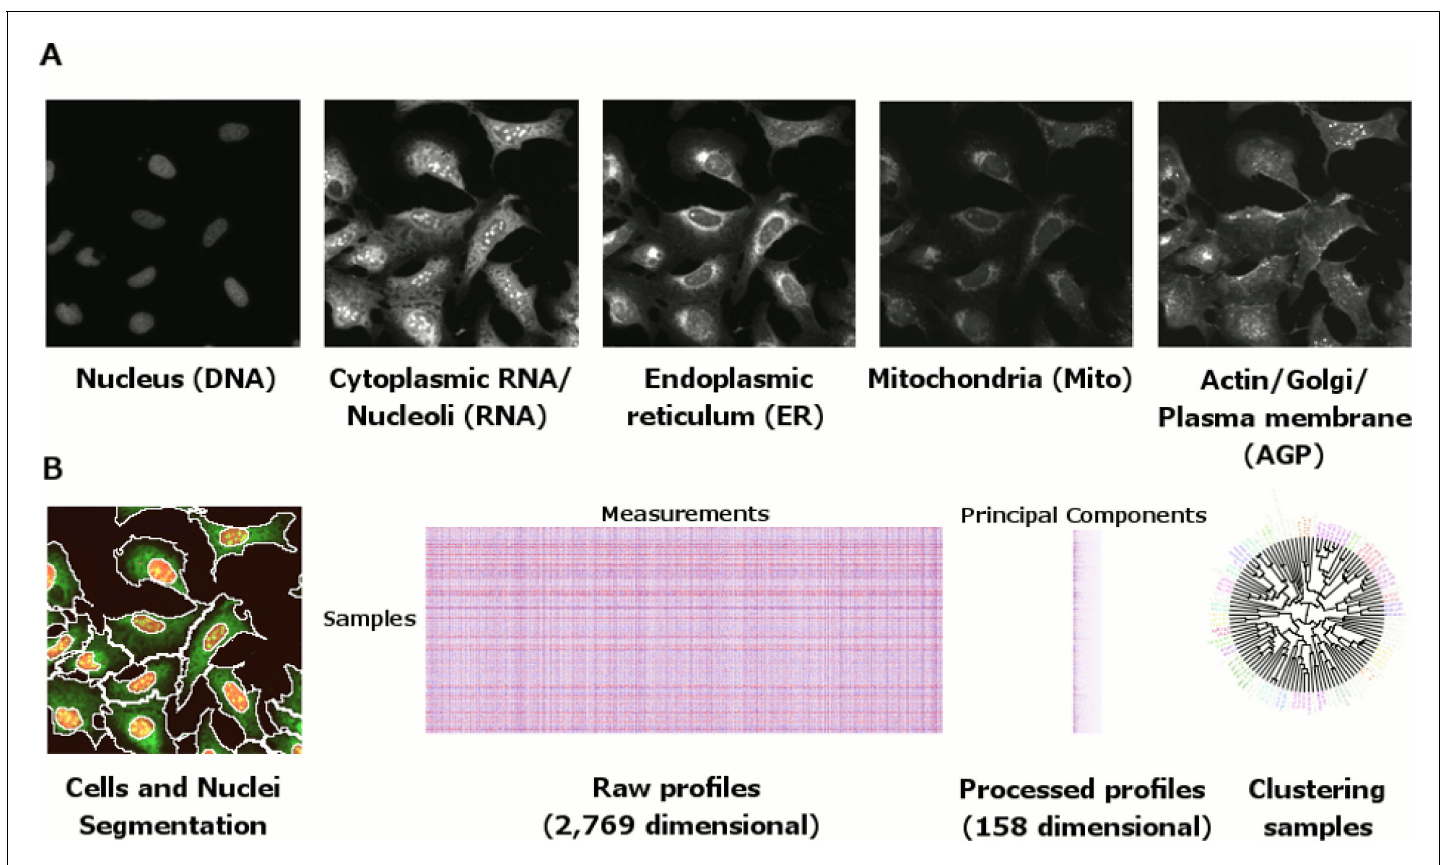 A
Nucleus (DNA)
Cytoplasmic RNA/
Nucleoli (RNA)
Endoplasmic
reticulum (ER)
Mitochondria (Mito)
Actin/Golgi/
Plasma membrane
(AGP)
B
Measurements
Samples
Principal Components
Cells and Nuclei
Segmentation
Raw profiles
(2,769 dimensional)
Processed profiles
(158 dimensional)
Clustering
samples